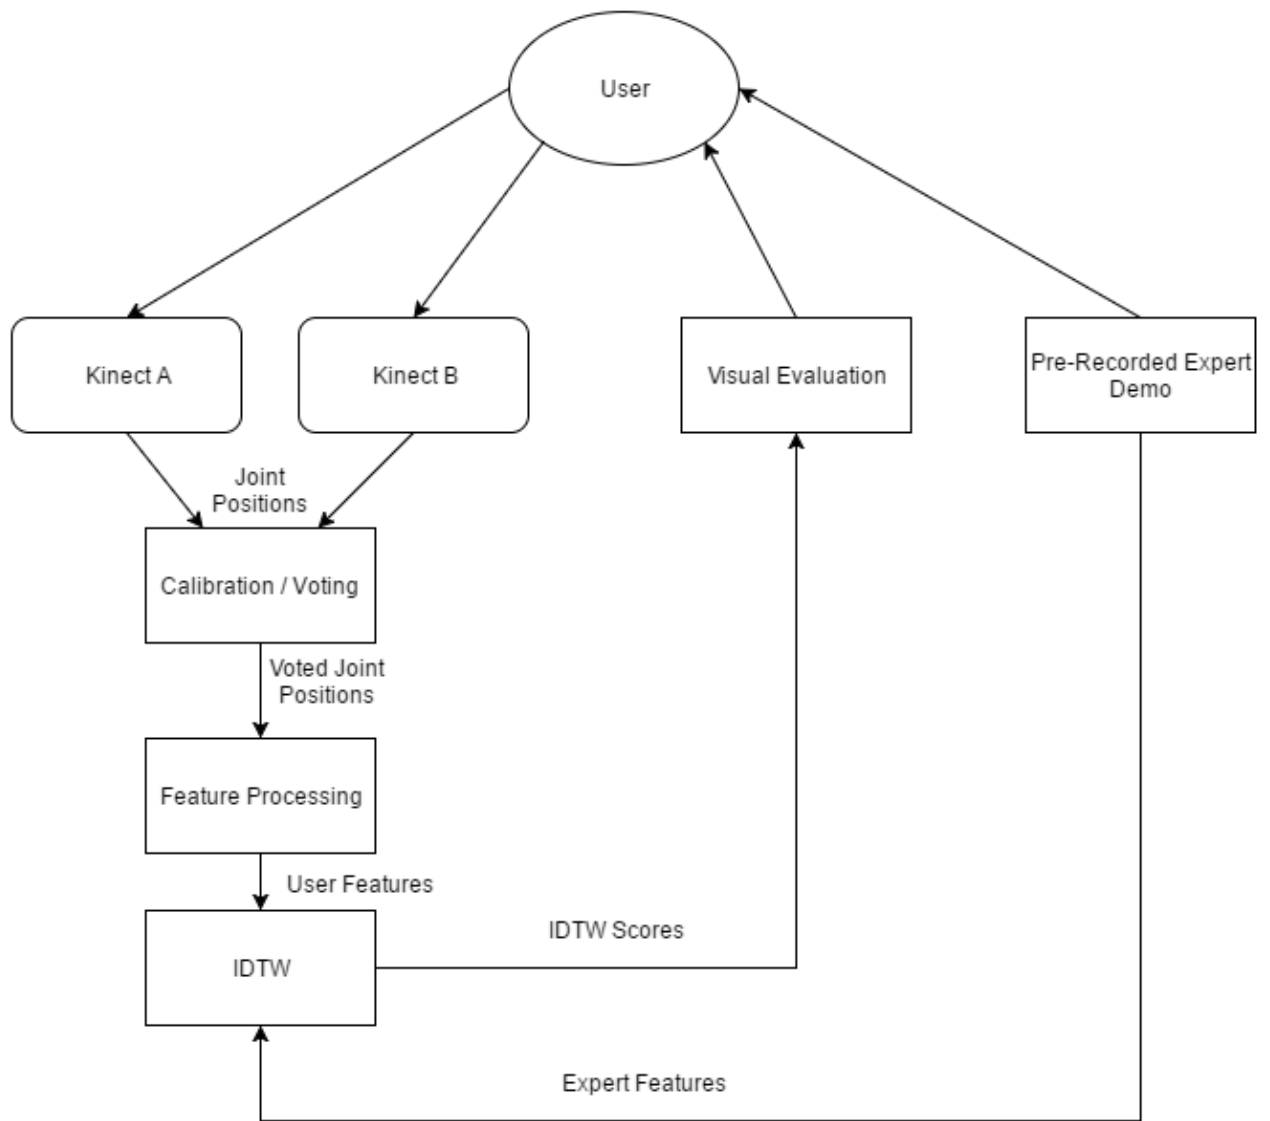 User
Kinect A
Kinect B
Visual Evaluation
Pre-Recorded Expert
Demo
Joint
Positions
Calibration / Voting
Voted Joint
Positions
Feature Processing
User Features
IDTW Scores
IDTW
Expert Features